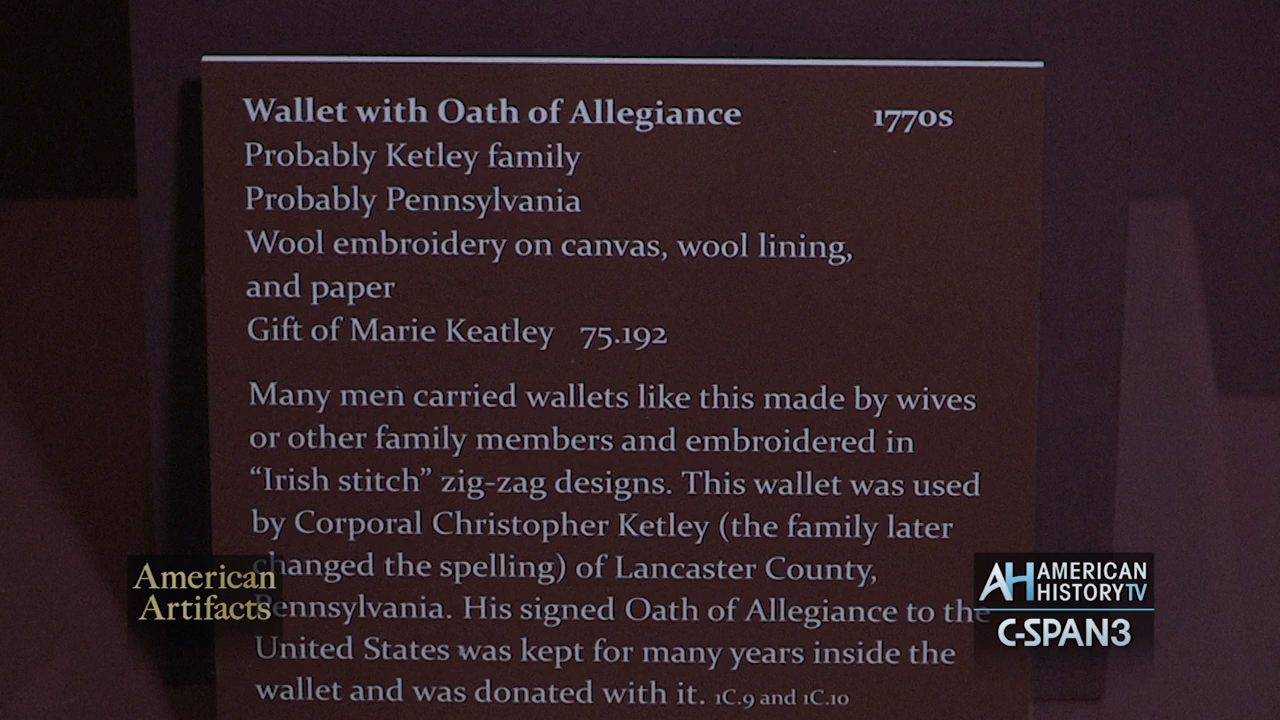 Wallet with Oath of Allegiance 1770s
Probably Ketley family
Probably Pennsylvania
Wool embroidery on canvas, wool lining,
and paper
Gift of Marie Keatley 75.192
Many men carried wallets like this made by wives
or other family members and embroidered in
“Irish stitch” zig-zag designs. This wallet was used
by Corporal Christopher Ketley (the family later
changed the spelling) of Lancaster County,
Pennsylvania. His signed Oath of Allegiance to the
United States was kept for many years inside the
wallet and was donated with it. 1C.9 and 1C.10
American
Artifacts
AH AMERICAN
HISTORY TV
C-SPAN3